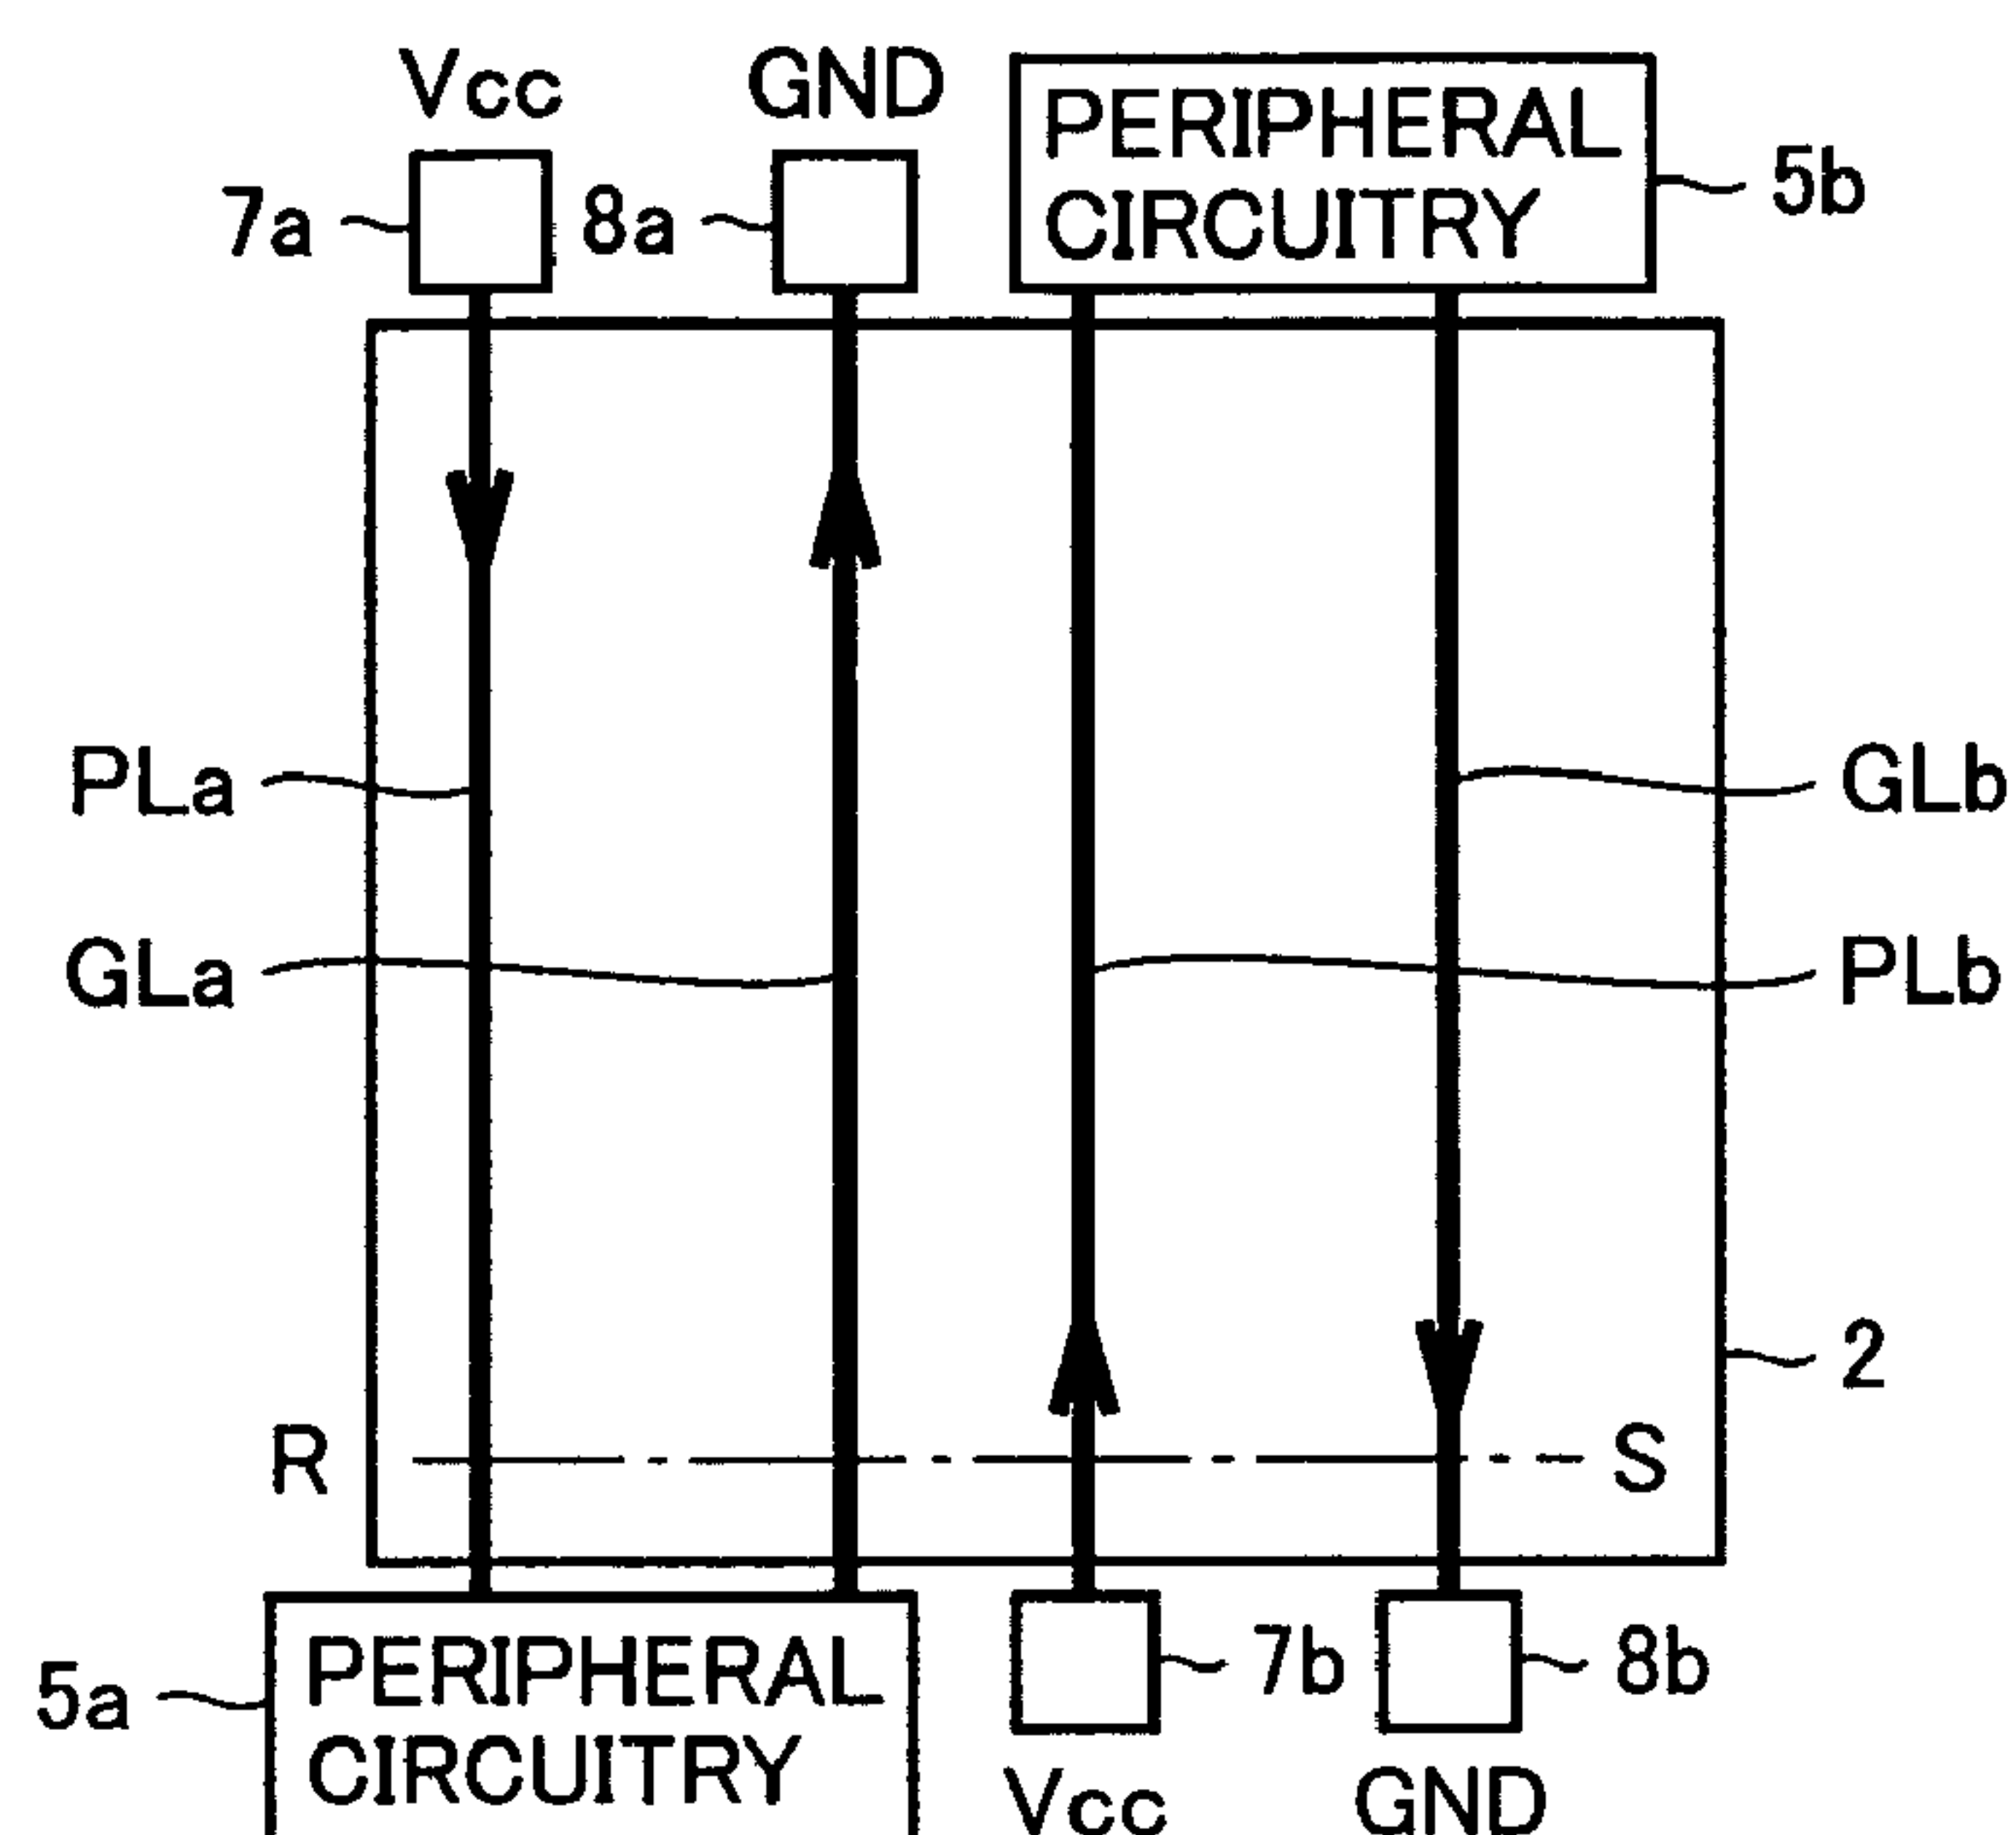 Vcc
GND
PERIPHERAL
CIRCUITRY
5b
7a
8a
PLa
GLb
GLa
PLb
2
R
S
5a
PERIPHERAL
CIRCUITRY
7b
8b
Vcc
GND